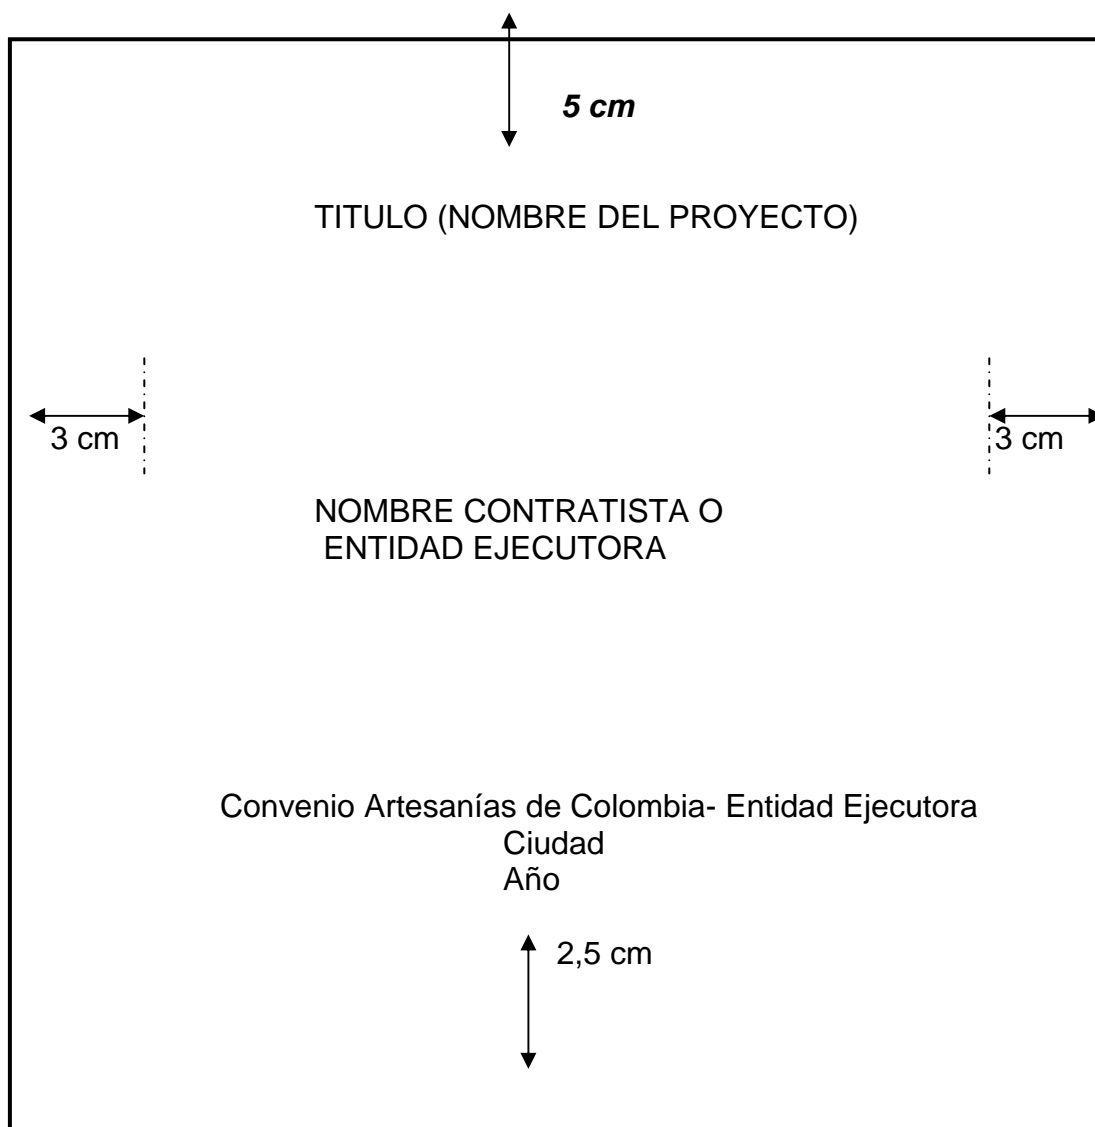 5 cm
TITULO (NOMBRE DEL PROYECTO)
3 cm
3 cm
NOMBRE CONTRATISTA O
ENTIDAD EJECUTORA
Convenio Artesanías de Colombia- Entidad Ejecutora
Ciudad
Año
2,5 cm